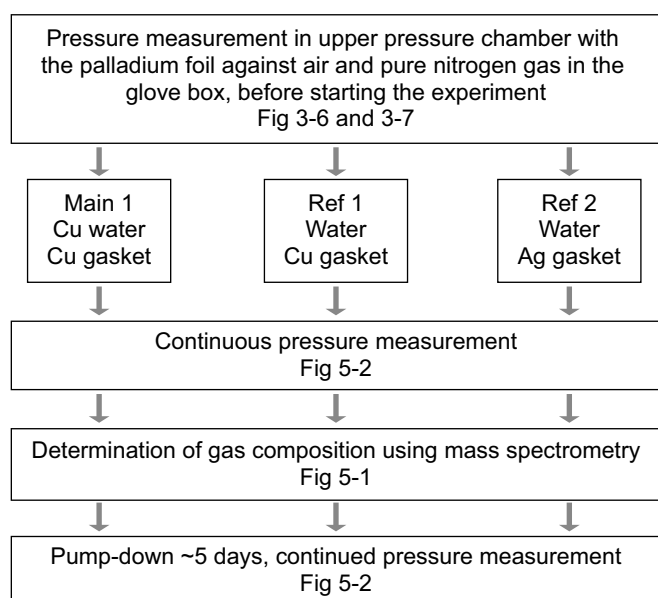 Pressure measurement in upper pressure chamber with
the palladium foil against air and pure nitrogen gas in the
glove box, before starting the experiment
Fig 3-6 and 3-7
Main 1
Cu water
Cu gasket
Ref 1
Water
Cu gasket
Ref 2
Water
Ag gasket
Continuous pressure measurement
Fig 5-2
Determination of gas composition using mass spectrometry
Fig 5-1
Pump-down ~5 days, continued pressure measurement
Fig 5-2